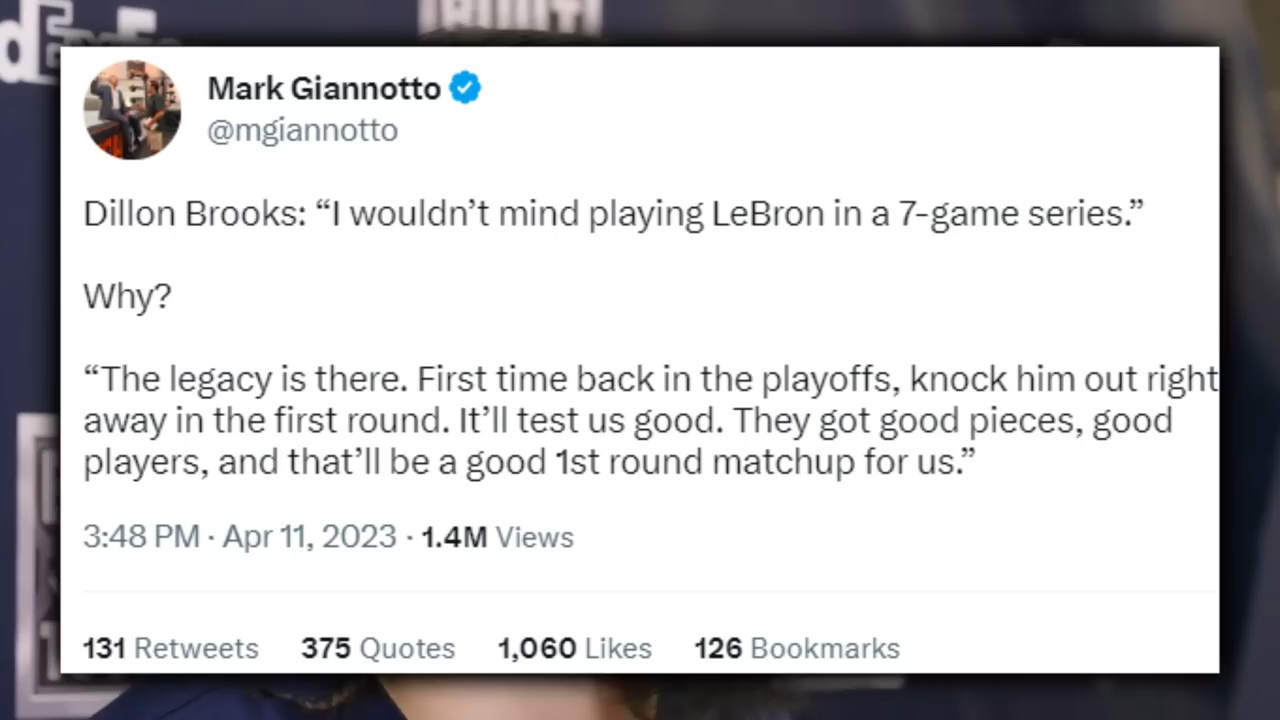 Mark Giannotto
@mgiannotto
Dillon Brooks: “I wouldn’t mind playing LeBron in a 7-game series.”
Why?
“The legacy is there. First time back in the playoffs, knock him out right
away in the first round. It’ll test us good. They got good pieces, good
players, and that’ll be a good 1st round matchup for us.”
3:48 PM · Apr 11, 2023 · 1.4M Views
131 Retweets 375 Quotes 1,060 Likes 126 Bookmarks